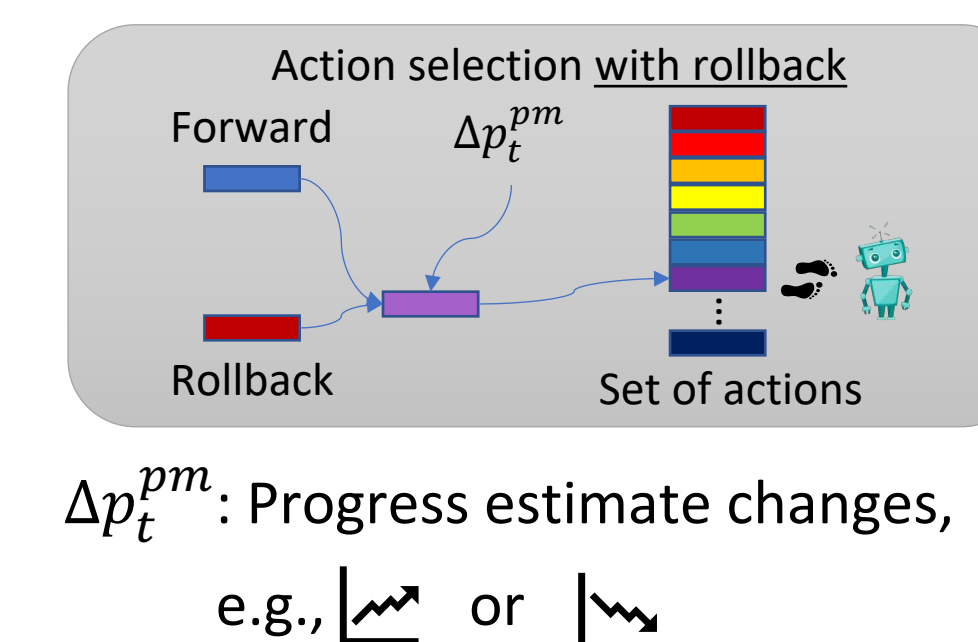 Action selection with rollback
Forward
Δp_t^{pm}
Rollback
⋮
Set of actions
Δp_t^{pm}: Progress estimate changes,
e.g., or